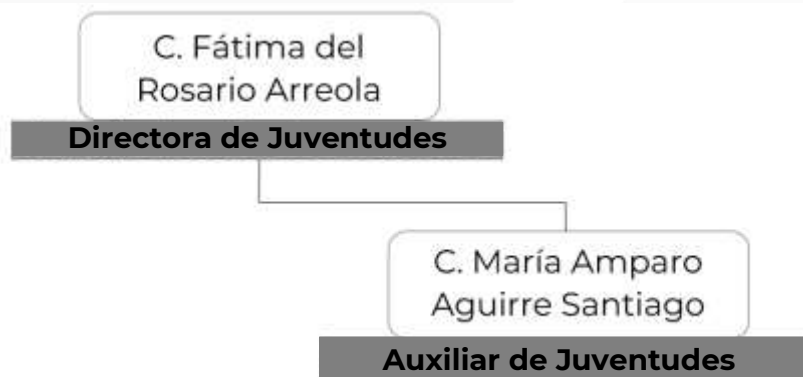 C. Fátima del
Rosario Arreola
Directora de Juventudes
C. María Amparo
Aguirre Santiago
Auxiliar de Juventudes